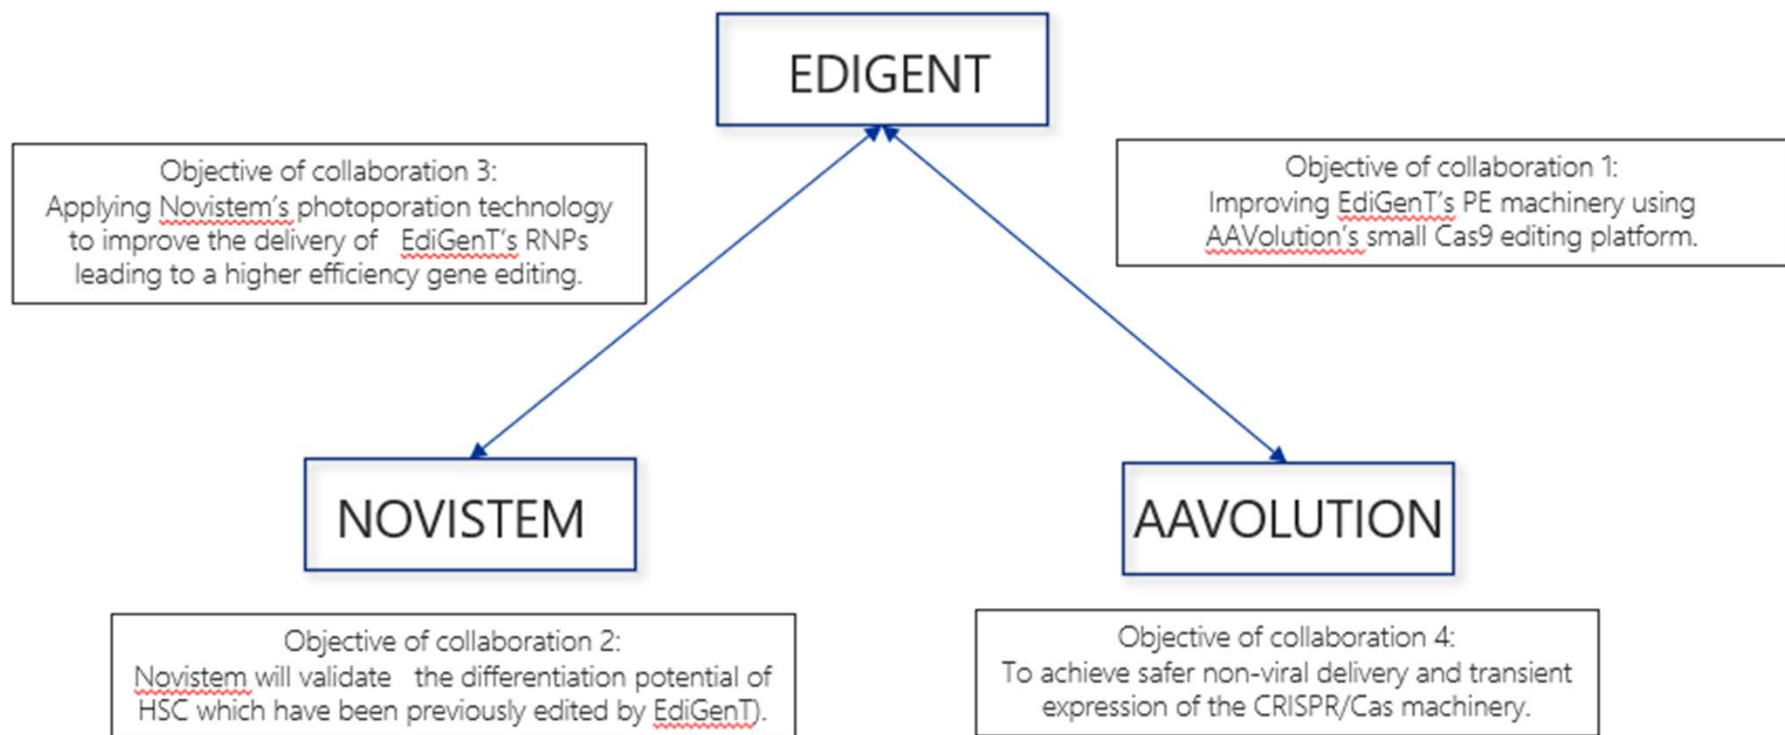 EDIGENT
Objective of collaboration 3:
Applying Novistem's photoporation technology
to improve the delivery of EdiGenT's RNPs
leading to a higher efficiency gene editing.
Objective of collaboration 1:
Improving EdiGenT's PE machinery using
AAVolution's small Cas9 editing platform.
NOVISTEM
AAVOLUTION
Objective of collaboration 2:
Novistem will validate the differentiation potential of
HSC which have been previously edited by EdiGenT).
Objective of collaboration 4:
To achieve safer non-viral delivery and transient
expression of the CRISPR/Cas machinery.